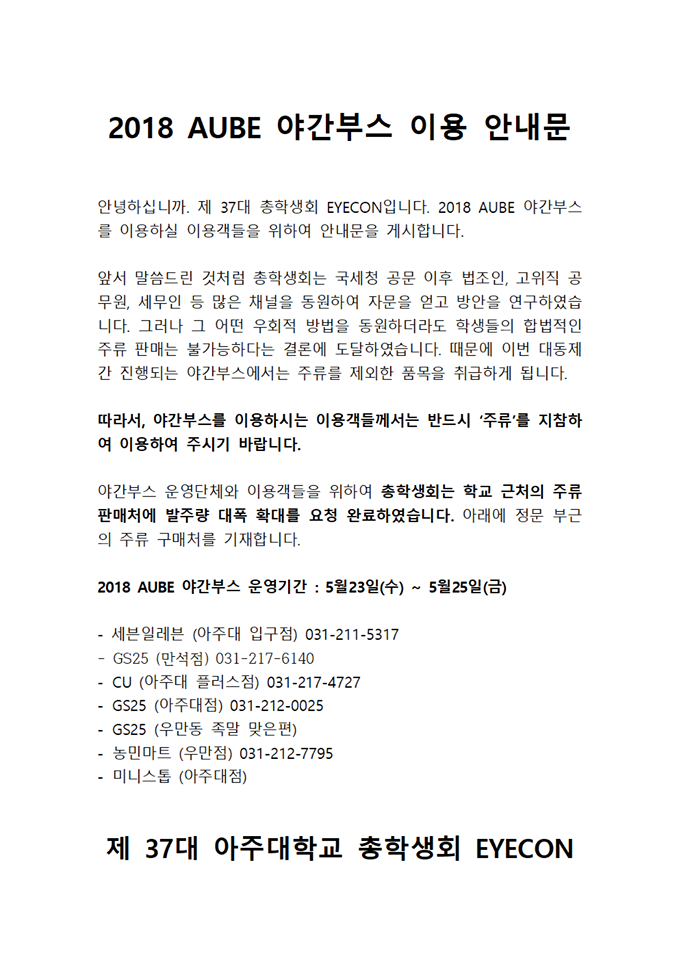 2018 AUBE 야간부스 이용 안내문
안녕하십니까. 제 37대 총학생회 EYECON입니다. 2018 AUBE 야간부스
를 이용하실 이용객들을 위하여 안내문을 게시합니다.
앞서 말씀드린 것처럼 총학생회는 국세청 공문 이후 법조인, 고위직 공
무원, 세무인 등 많은 채널을 동원하여 자문을 얻고 방안을 연구하였습
니다. 그러나 그 어떤 우회적 방법을 동원하더라도 학생들의 합법적인
주류 판매는 불가능하다는 결론에 도달하였습니다. 때문에 이번 대동제
간 진행되는 야간부스에서는 주류를 제외한 품목을 취급하게 됩니다.
따라서, 야간부스를 이용하시는 이용객들께서는 반드시 ‘주류’를 지참하
여 이용하여 주시기 바랍니다.
야간부스 운영단체와 이용객들을 위하여 총학생회는 학교 근처의 주류
판매처에 발주량 대폭 확대를 요청 완료하였습니다. 아래에 정문 부근
의 주류 구매처를 기재합니다.
2018 AUBE 야간부스 운영기간 : 5월23일(수) ~ 5월25일(금)
- 세븐일레븐 (아주대 입구점) 031-211-5317
- GS25 (만석점) 031-217-6140
- CU (아주대 플러스점) 031-217-4727
- GS25 (아주대점) 031-212-0025
- GS25 (우만동 족말 맞은편)
- 농민마트 (우만점) 031-212-7795
- 미니스톱 (아주대점)
제 37대 아주대학교 총학생회 EYECON